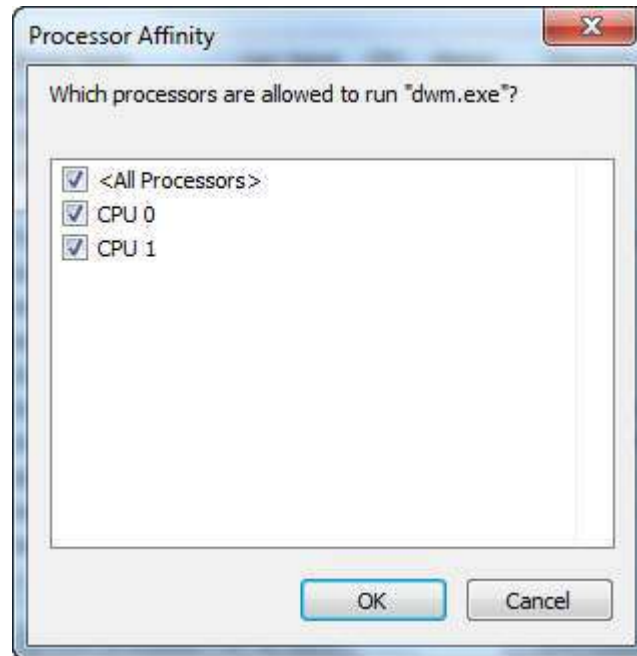 Processor Affinity
Which processors are allowed to run "dwm.exe"?
<All Processors>
CPU 0
CPU 1
OK
Cancel